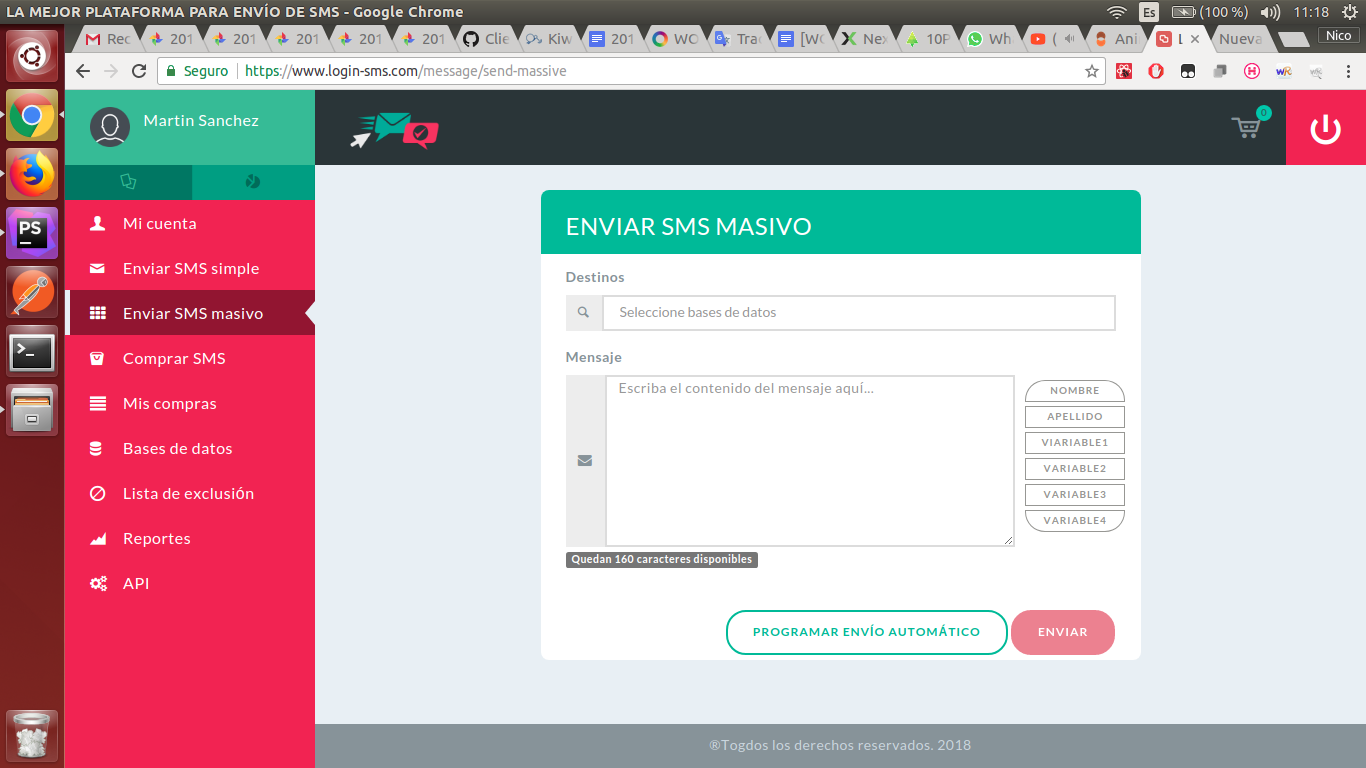 LA MEJOR PLATAFORMA PARA ENVÍO DE SMS - Google Chrome
Es
(100 %)
11:18
Rec
201
201
201
201
201
Clie
Kiw
201
WO
Trac
[WO
Nex
10P
Wh
(
Ani
L
Nueva
Nico
Seguro
https://www.login-sms.com/message/send-massive
Martin Sanchez
0
Mi cuenta
Enviar SMS simple
Enviar SMS masivo
Comprar SMS
Mis compras
Bases de datos
Lista de exclusión
Reportes
API
ENVIAR SMS MASIVO
Destinos
Seleccione bases de datos
Mensaje
Escriba el contenido del mensaje aquí...
NOMBRE
APELLIDO
VIARIABLE1
VARIABLE2
VARIABLE3
VARIABLE4
Quedan 160 caracteres disponibles
PROGRAMAR ENVÍO AUTOMÁTICO
ENVIAR
®Togdos los derechos reservados. 2018